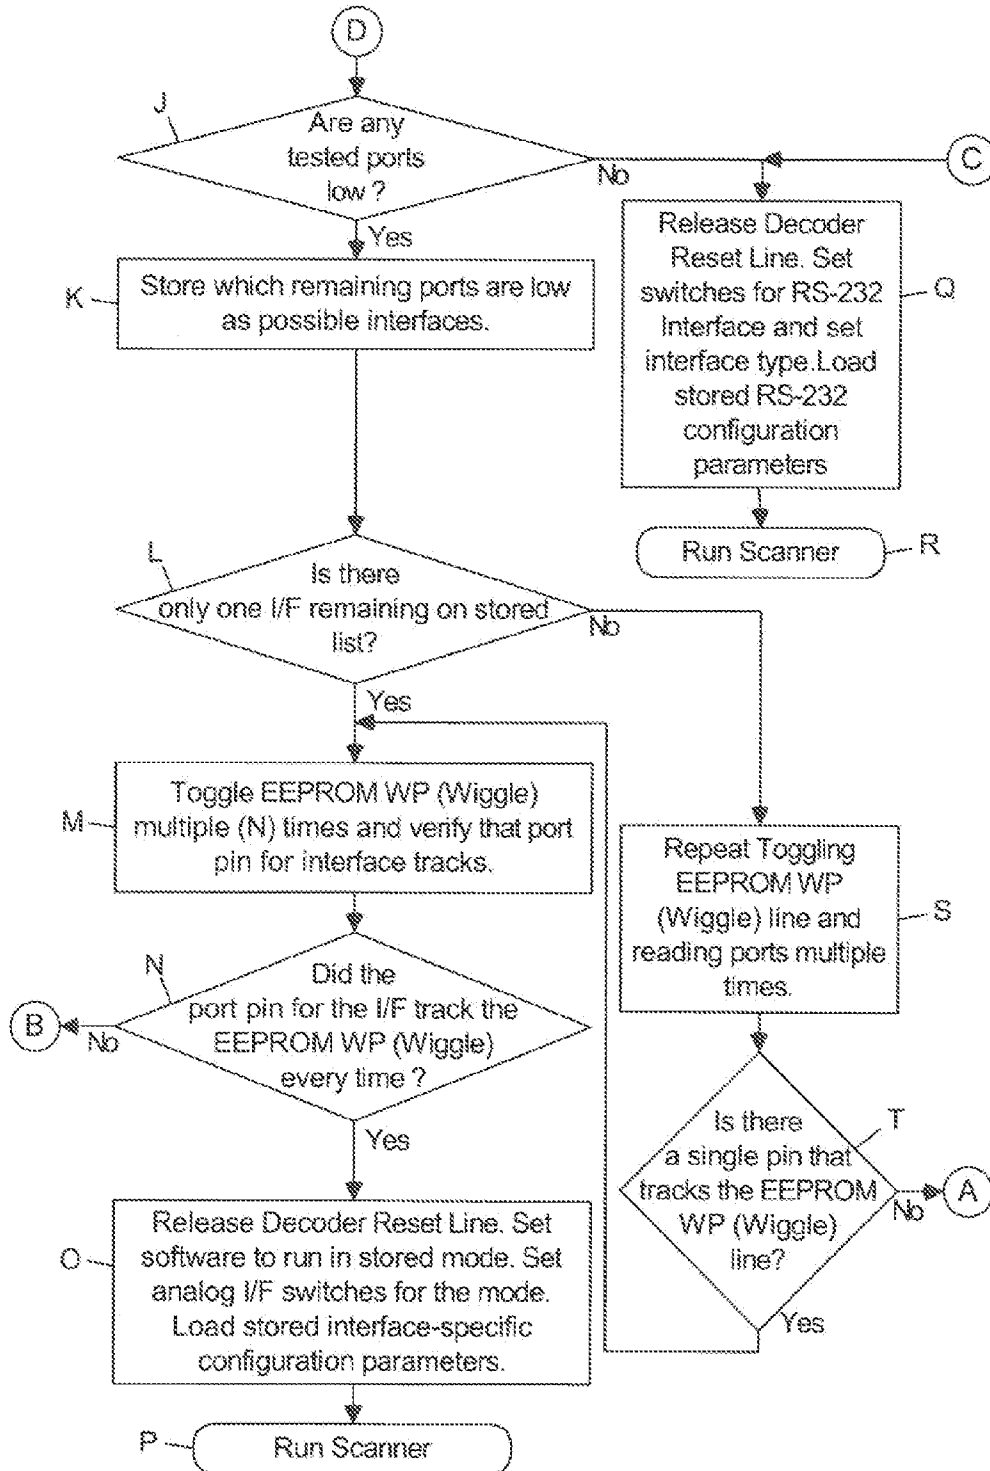 D
J
Are any
tested ports
low ?
No
C
Yes
K
Store which remaining ports are low
as possible interfaces.
Release Decoder
Reset Line. Set
switches for RS-232
Interface and set
interface type.Load
stored RS-232
configuration
parameters
Q
Run Scanner
R
L
Is there
only one I/F remaining on stored
list?
No
Yes
M
Toggle EEPROM WP (Wiggle)
multiple (N) times and verify that port
pin for interface tracks.
Repeat Toggling
EEPROM WP
(Wiggle) line and
reading ports multiple
times.
S
N
Did the
port pin for the I/F track the
EEPROM WP (Wiggle)
every time ?
B
No
Yes
T
Is there
a single pin that
tracks the EEPROM
WP (Wiggle)
line?
No
A
Yes
O
Release Decoder Reset Line. Set
software to run in stored mode. Set
analog I/F switches for the mode.
Load stored interface-specific
configuration parameters.
P
Run Scanner